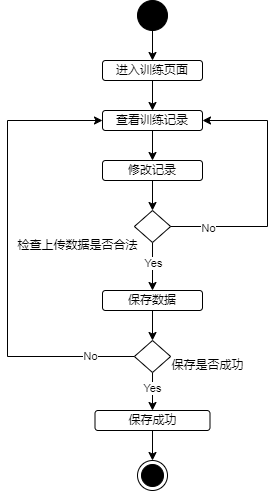 进入训练页面
查看训练记录
修改记录
No
检查上传数据是否合法
Yes
保存数据
No
保存是否成功
Yes
保存成功